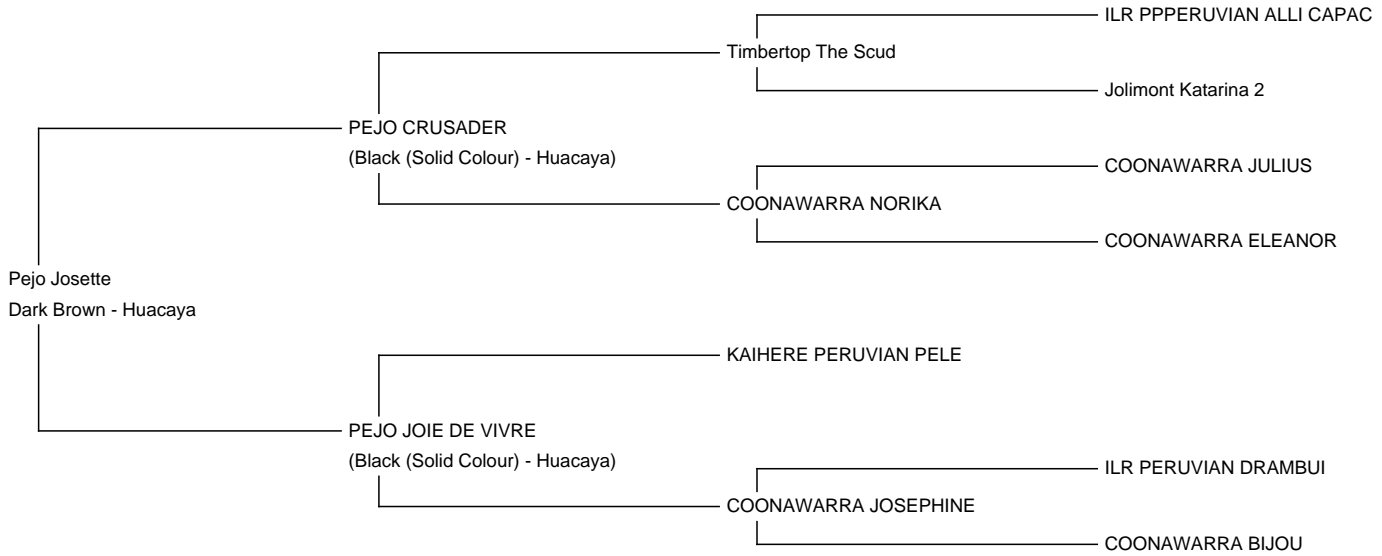 ILR PPPERUVIAN ALLI CAPAC
Timbertop The Scud
Jolimont Katarina 2
PEJO CRUSADER
(Black (Solid Colour) - Huacaya)
COONAWARRA JULIUS
COONAWARRA NORIKA
COONAWARRA ELEANOR
Pejo Josette
Dark Brown - Huacaya
KAIHERE PERUVIAN PELE
PEJO JOIE DE VIVRE
(Black (Solid Colour) - Huacaya)
ILR PERUVIAN DRAMBUI
COONAWARRA JOSEPHINE
COONAWARRA BIJOU